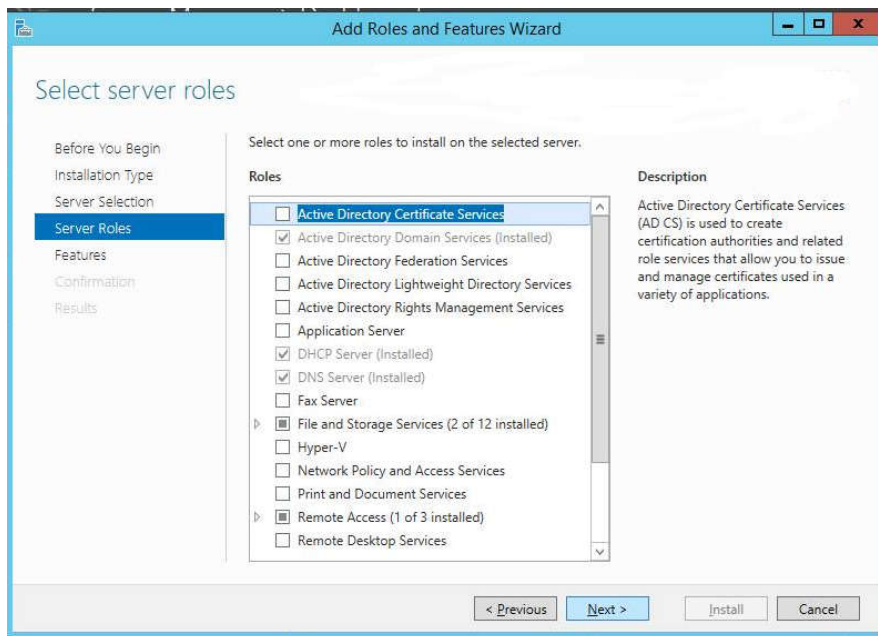 Add Roles and Features Wizard
Select server roles
Before You Begin
Installation Type
Server Selection
Server Roles
Features
Confirmation
Results
Select one or more roles to install on the selected server.
Roles
Active Directory Certificate Services
Active Directory Domain Services (Installed)
Active Directory Federation Services
Active Directory Lightweight Directory Services
Active Directory Rights Management Services
Application Server
DHCP Server (Installed)
DNS Server (Installed)
Fax Server
File and Storage Services (2 of 12 installed)
Hyper-V
Network Policy and Access Services
Print and Document Services
Remote Access (1 of 3 installed)
Remote Desktop Services
Description
Active Directory Certificate Services
(AD CS) is used to create
certification authorities and related
role services that allow you to issue
and manage certificates used in a
variety of applications.
< Previous
Next >
Install
Cancel